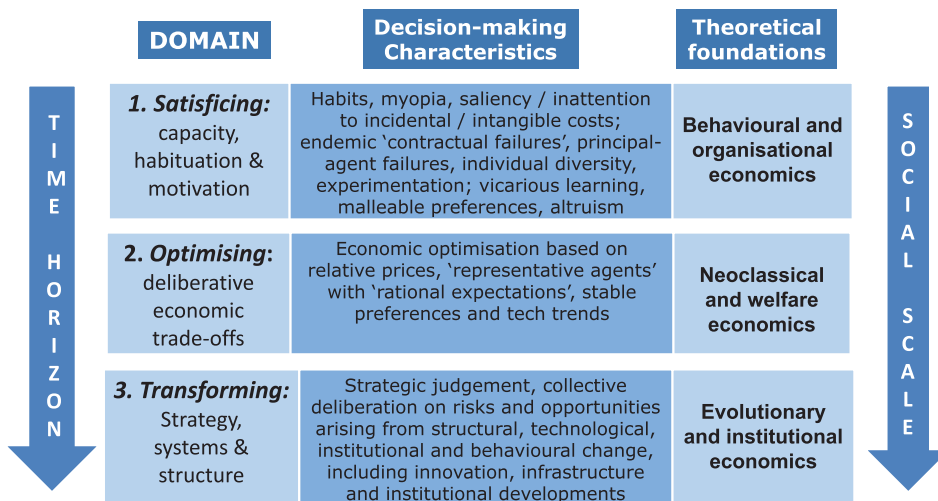 DOMAIN
Decision-making
Characteristics
Theoretical
foundations
TIME HORIZON
1. Satisficing:
capacity,
habituation &
motivation
Habits, myopia, saliency / inattention
to incidental / intangible costs;
endemic ‘contractual failures’, principal-
agent failures, individual diversity,
experimentation; vicarious learning,
malleable preferences, altruism
Behavioural and
organisational
economics
2. Optimising:
deliberative
economic
trade-offs
Economic optimisation based on
relative prices, ‘representative agents’
with ‘rational expectations’, stable
preferences and tech trends
Neoclassical
and welfare
economics
3. Transforming:
Strategy,
systems &
structure
Strategic judgement, collective
deliberation on risks and opportunities
arising from structural, technological,
institutional and behavioural change,
including innovation, infrastructure
and institutional developments
Evolutionary
and institutional
economics
SOCIAL SCALE